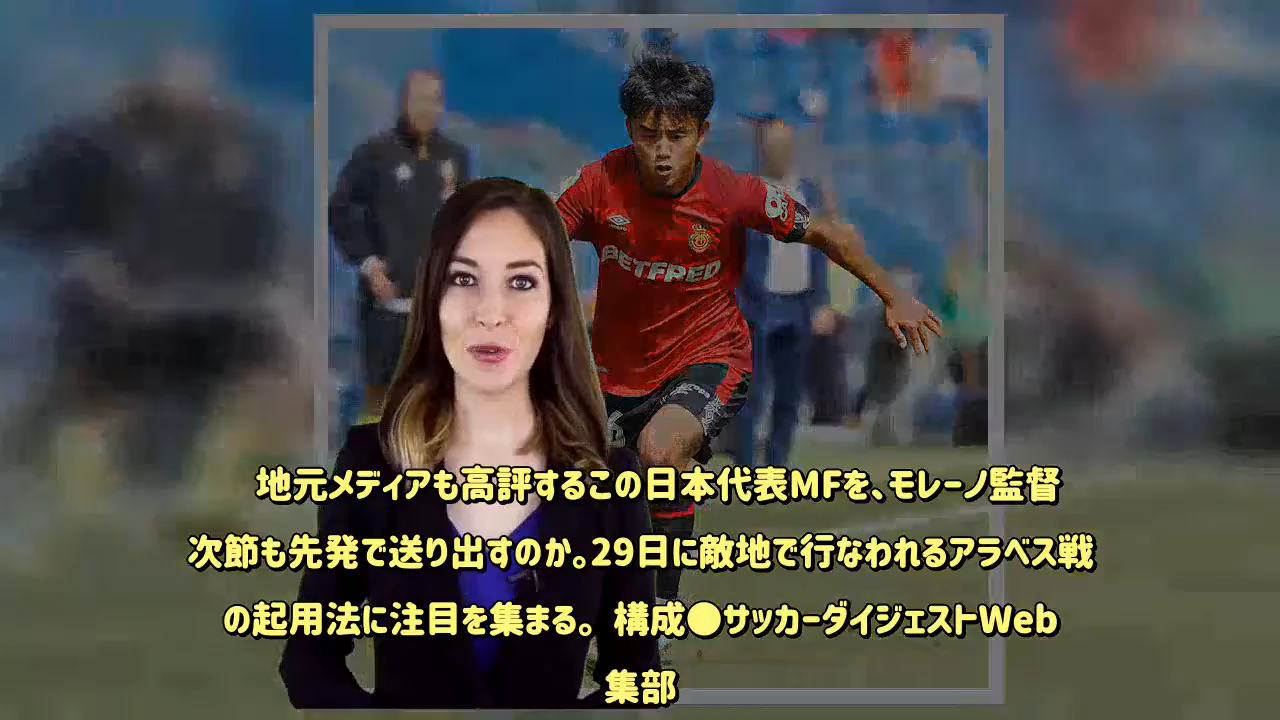 BETFRED
地元メディアも高評するこの日本代表MFを、モレーノ監督
次節も先発で送り出すのか。29日に敵地で行なわれるアラベス戦
の起用法に注目を集まる。 構成●サッカーダイジェストWeb
集部